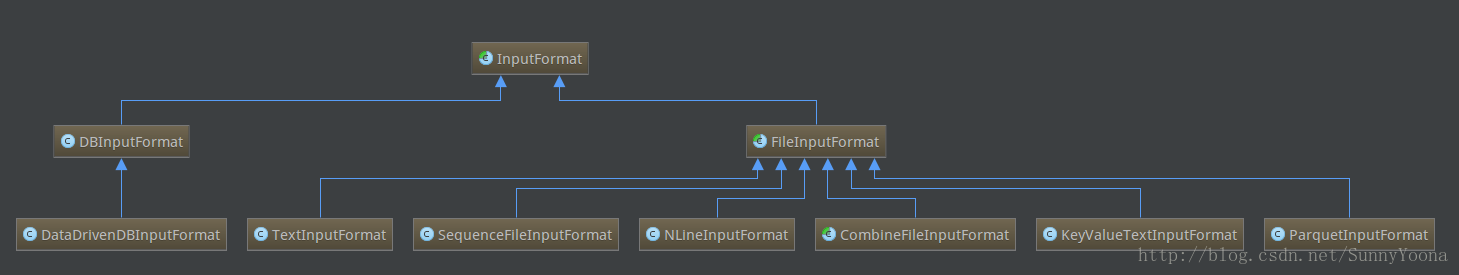 InputFormat
DBInputFormat
FileInputFormat
DataDrivenDBInputFormat
TextInputFormat
SequenceFileInputFormat
NLineInputFormat
CombineFileInputFormat
KeyValueTextInputFormat
ParquetInputFormat
http://blog.csdn.net/SunnyYoona